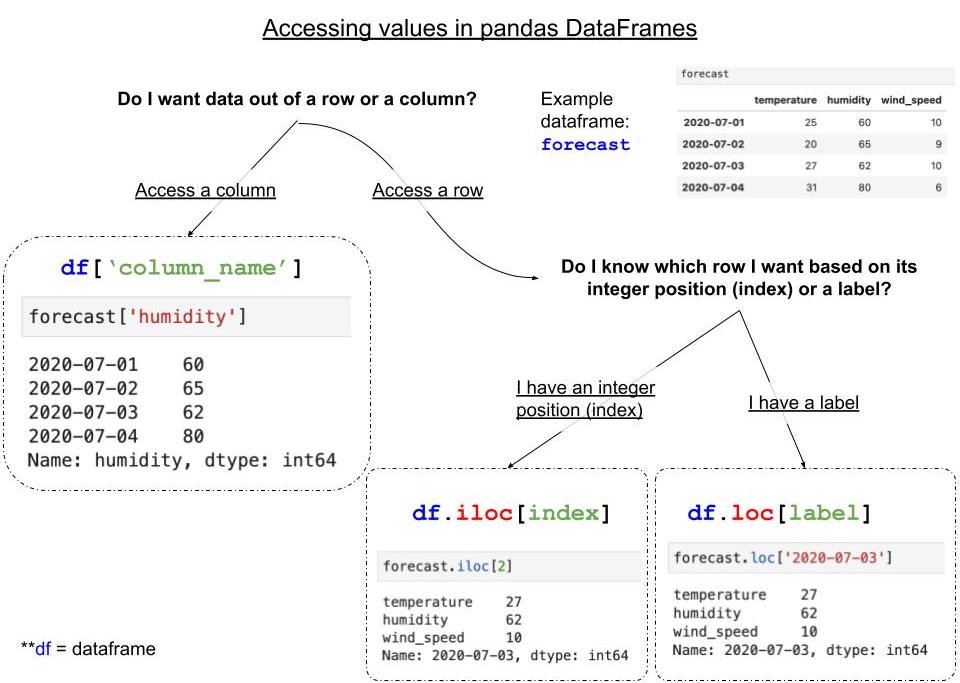 Accessing values in pandas DataFrames
Do I want data out of a row or a column?
Example
dataframe:
forecast
forecast
temperature humidity wind_speed
2020-07-01 25 60 10
2020-07-02 20 65 9
2020-07-03 27 62 10
2020-07-04 31 80 6
Access a column
Access a row
df[‘column_name’]
forecast['humidity']
2020-07-01 60
2020-07-02 65
2020-07-03 62
2020-07-04 80
Name: humidity, dtype: int64
Do I know which row I want based on its
integer position (index) or a label?
I have an integer
position (index)
I have a label
df.iloc[index]
forecast.iloc[2]
temperature 27
humidity 62
wind_speed 10
Name: 2020-07-03, dtype: int64
df.loc[label]
forecast.loc['2020-07-03']
temperature 27
humidity 62
wind_speed 10
Name: 2020-07-03, dtype: int64
**df = dataframe